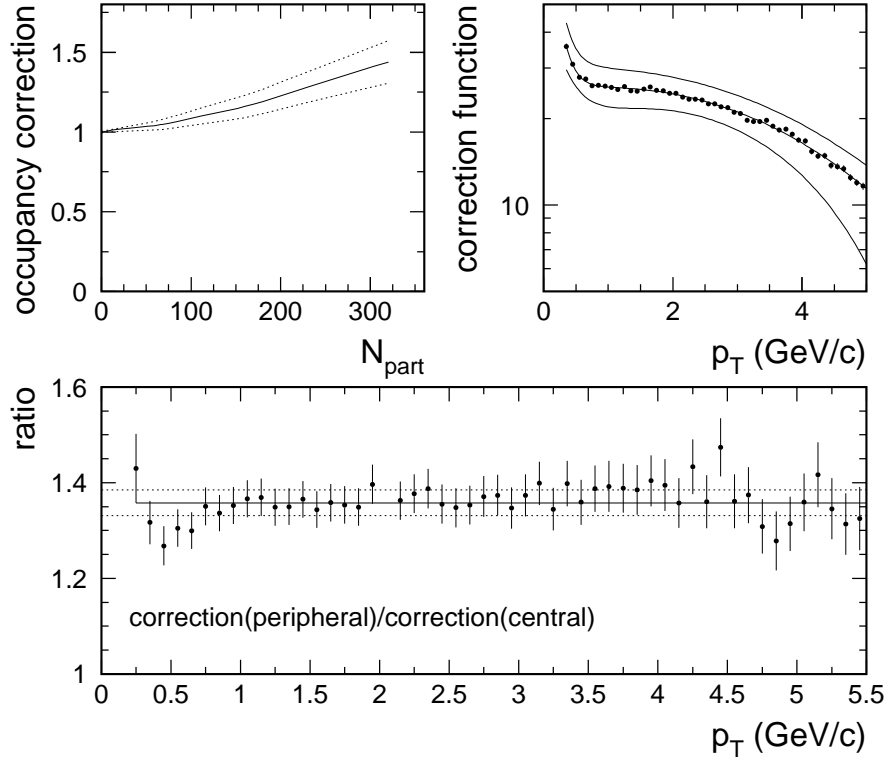 occupancy correction
1.5
1
0.5
0
0 100 200 300
N_part
correction function
10
0 2 4
p_T (GeV/c)
ratio
1.6
1.4
1.2
1
correction(peripheral)/correction(central)
0 0.5 1 1.5 2 2.5 3 3.5 4 4.5 5 5.5
p_T (GeV/c)